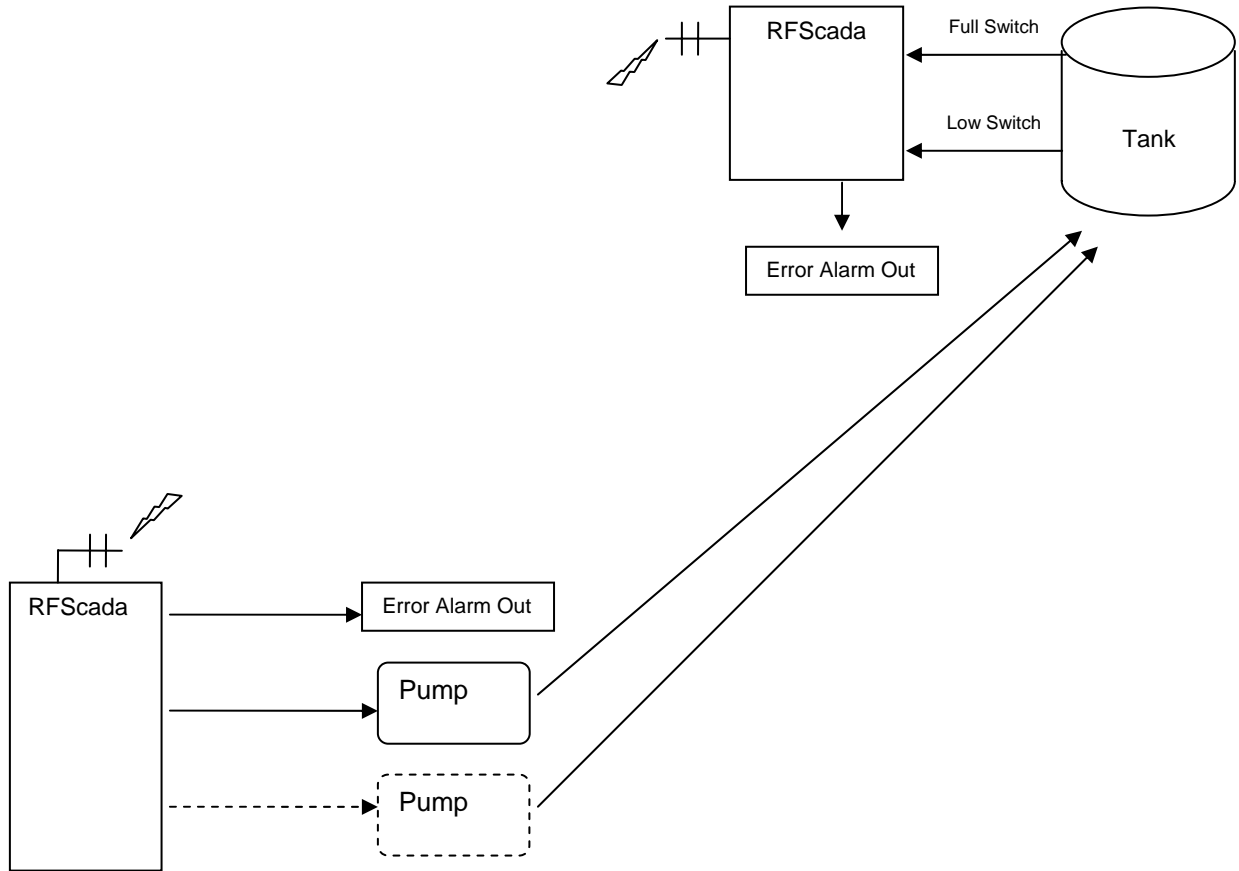 RFScada
Full Switch
Low Switch
Tank
Error Alarm Out
RFScada
Error Alarm Out
Pump
Pump